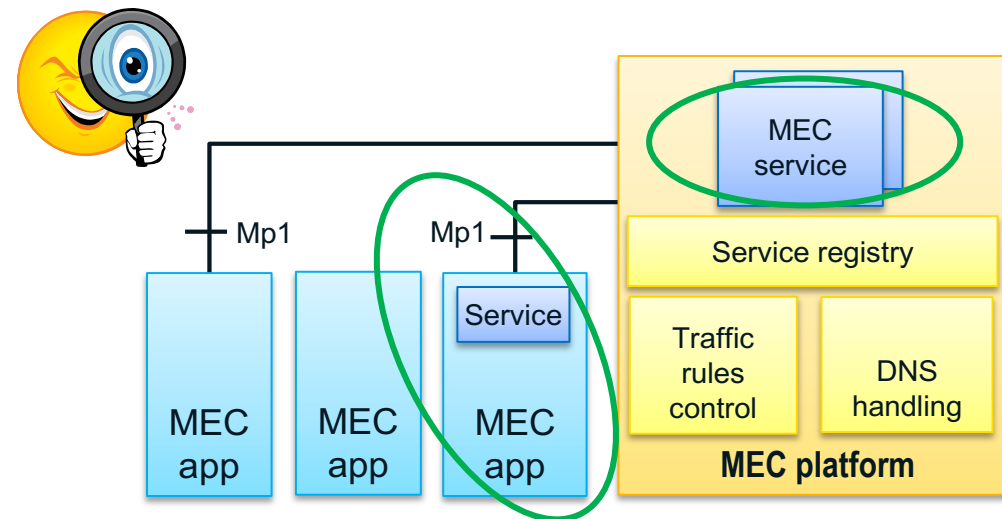 MEC
service
Mp1
Mp1
Service registry
Service
Traffic
rules
control
DNS
handling
MEC
app
MEC
app
MEC
app
MEC platform